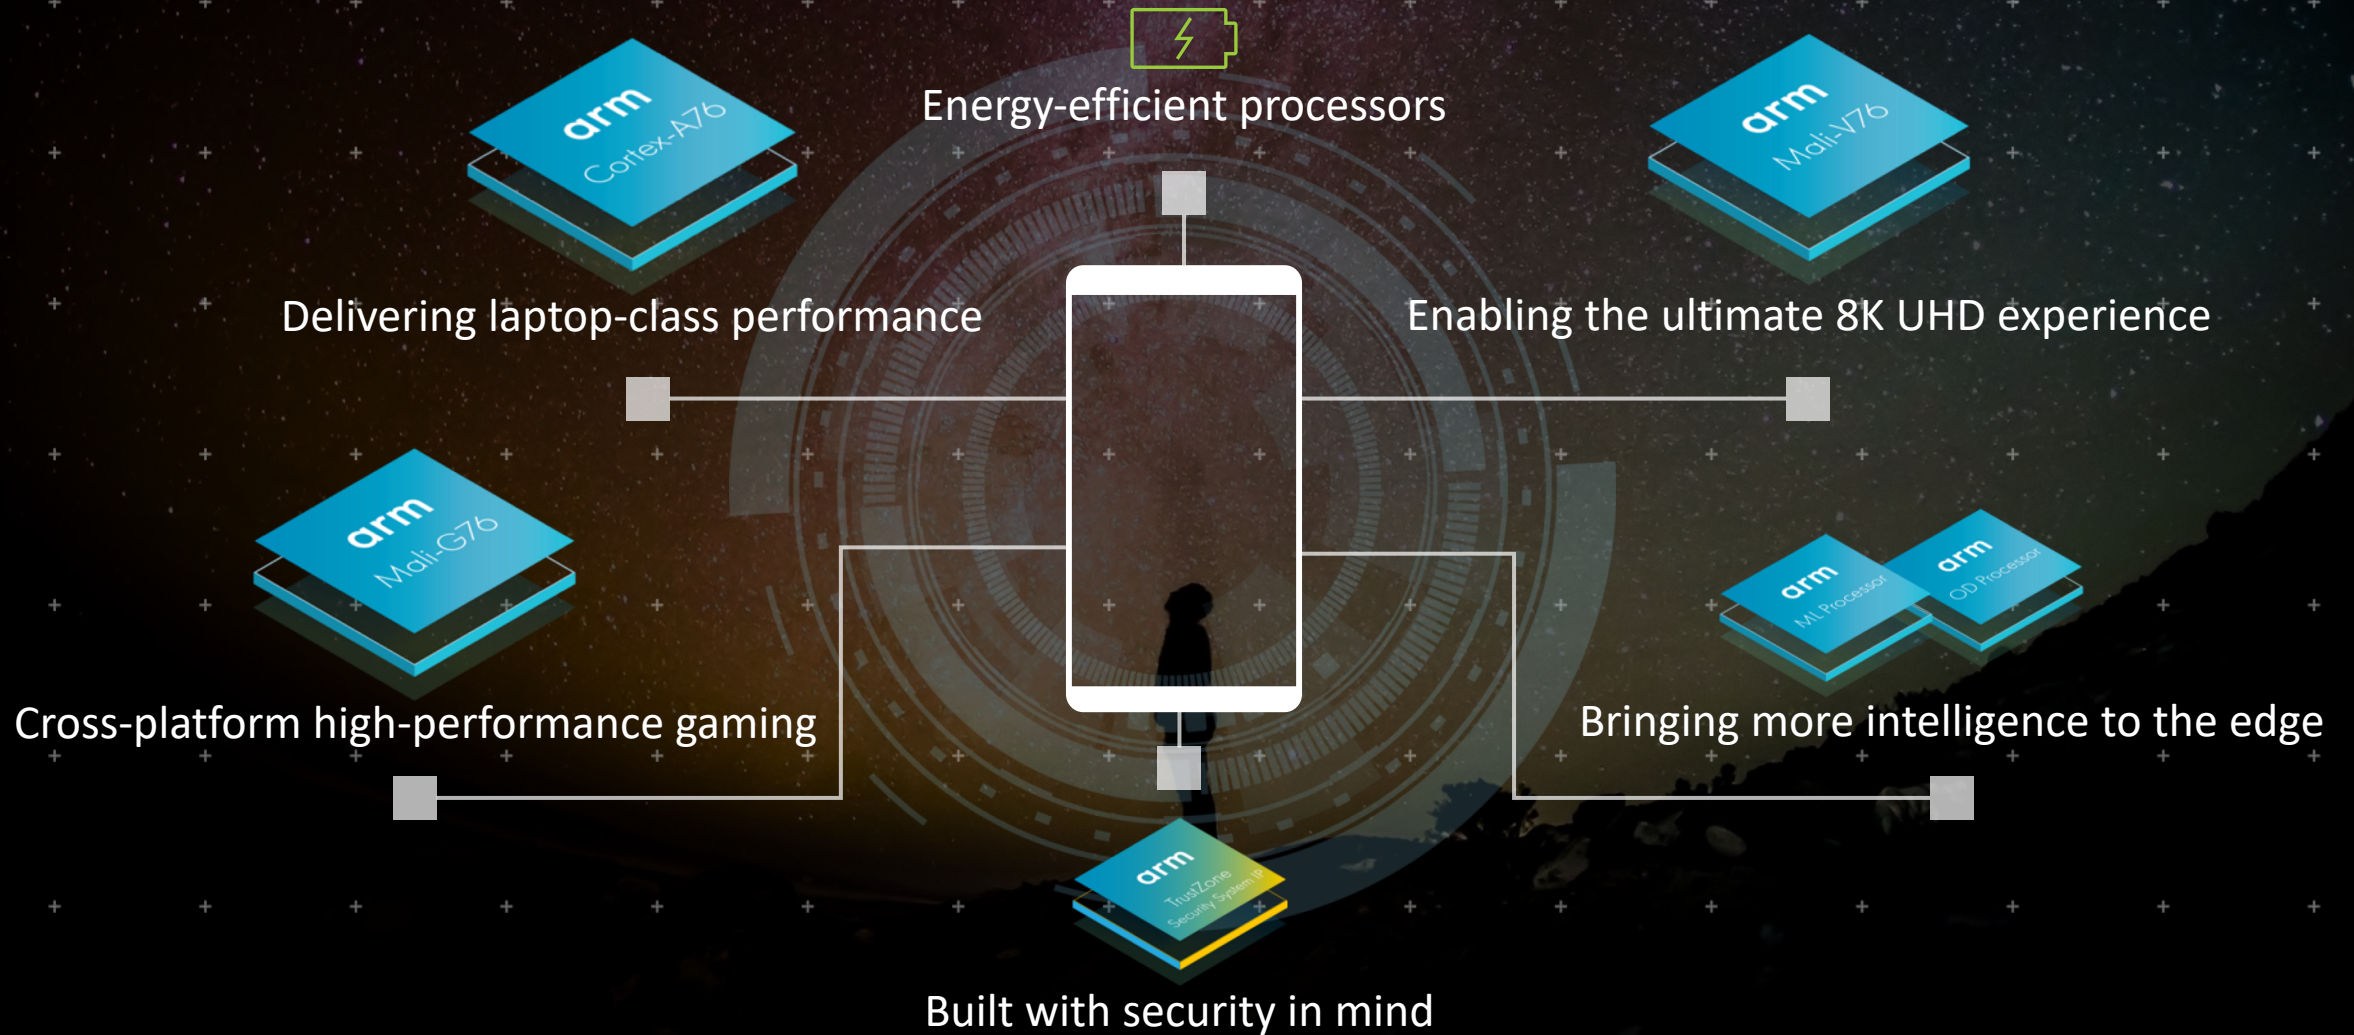 Energy-efficient processors
arm
Cortex-A76
Delivering laptop-class performance
arm
Mali-V76
Enabling the ultimate 8K UHD experience
arm
Mali-G76
Cross-platform high-performance gaming
arm
ML Processor
arm
OD Processor
Bringing more intelligence to the edge
arm
TrustZone
Security System IP
Built with security in mind